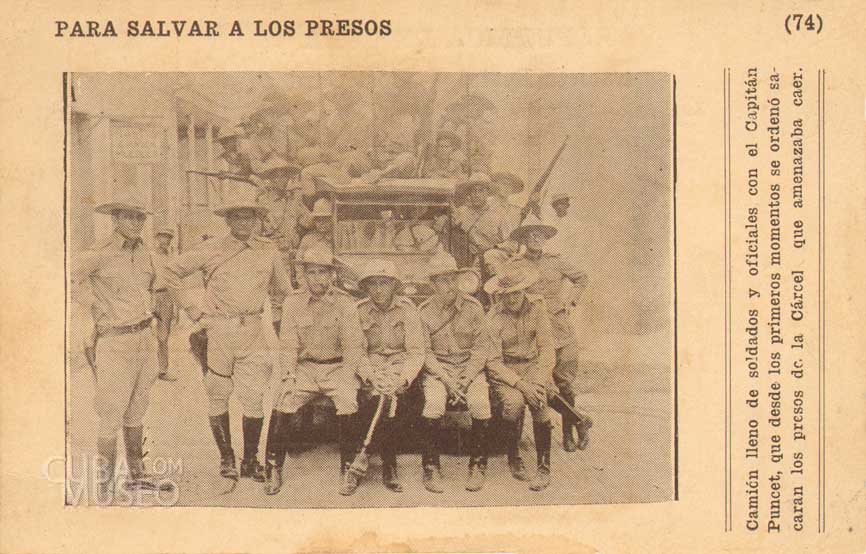 PARA SALVAR A LOS PRESOS
(74)
Camión lleno de soldados y oficiales con el Capitán
Puncet, que desde los primeros momentos se ordenó sa-
caran los presos de la Cárcel que amenazaba caer.
CUBA.COM
MUSEO